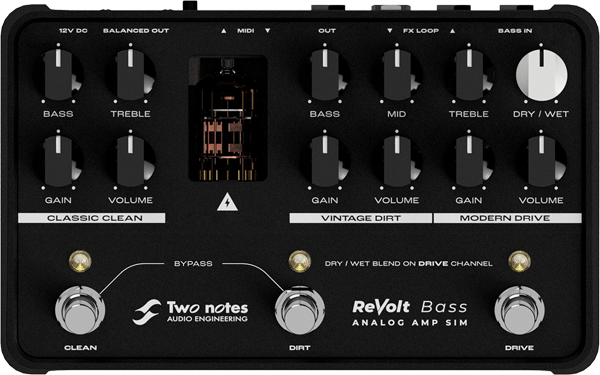 12V DC BALANCED OUT MIDI OUT FX LOOP BASS IN
BASS TREBLE BASS MID TREBLE DRY / WET
GAIN VOLUME GAIN VOLUME GAIN VOLUME
CLASSIC CLEAN VINTAGE DIRT MODERN DRIVE
BYPASS DRY / WET BLEND ON DRIVE CHANNEL
Two notes
AUDIO ENGINEERING
ReVolt Bass
ANALOG AMP SIM
CLEAN DIRT DRIVE